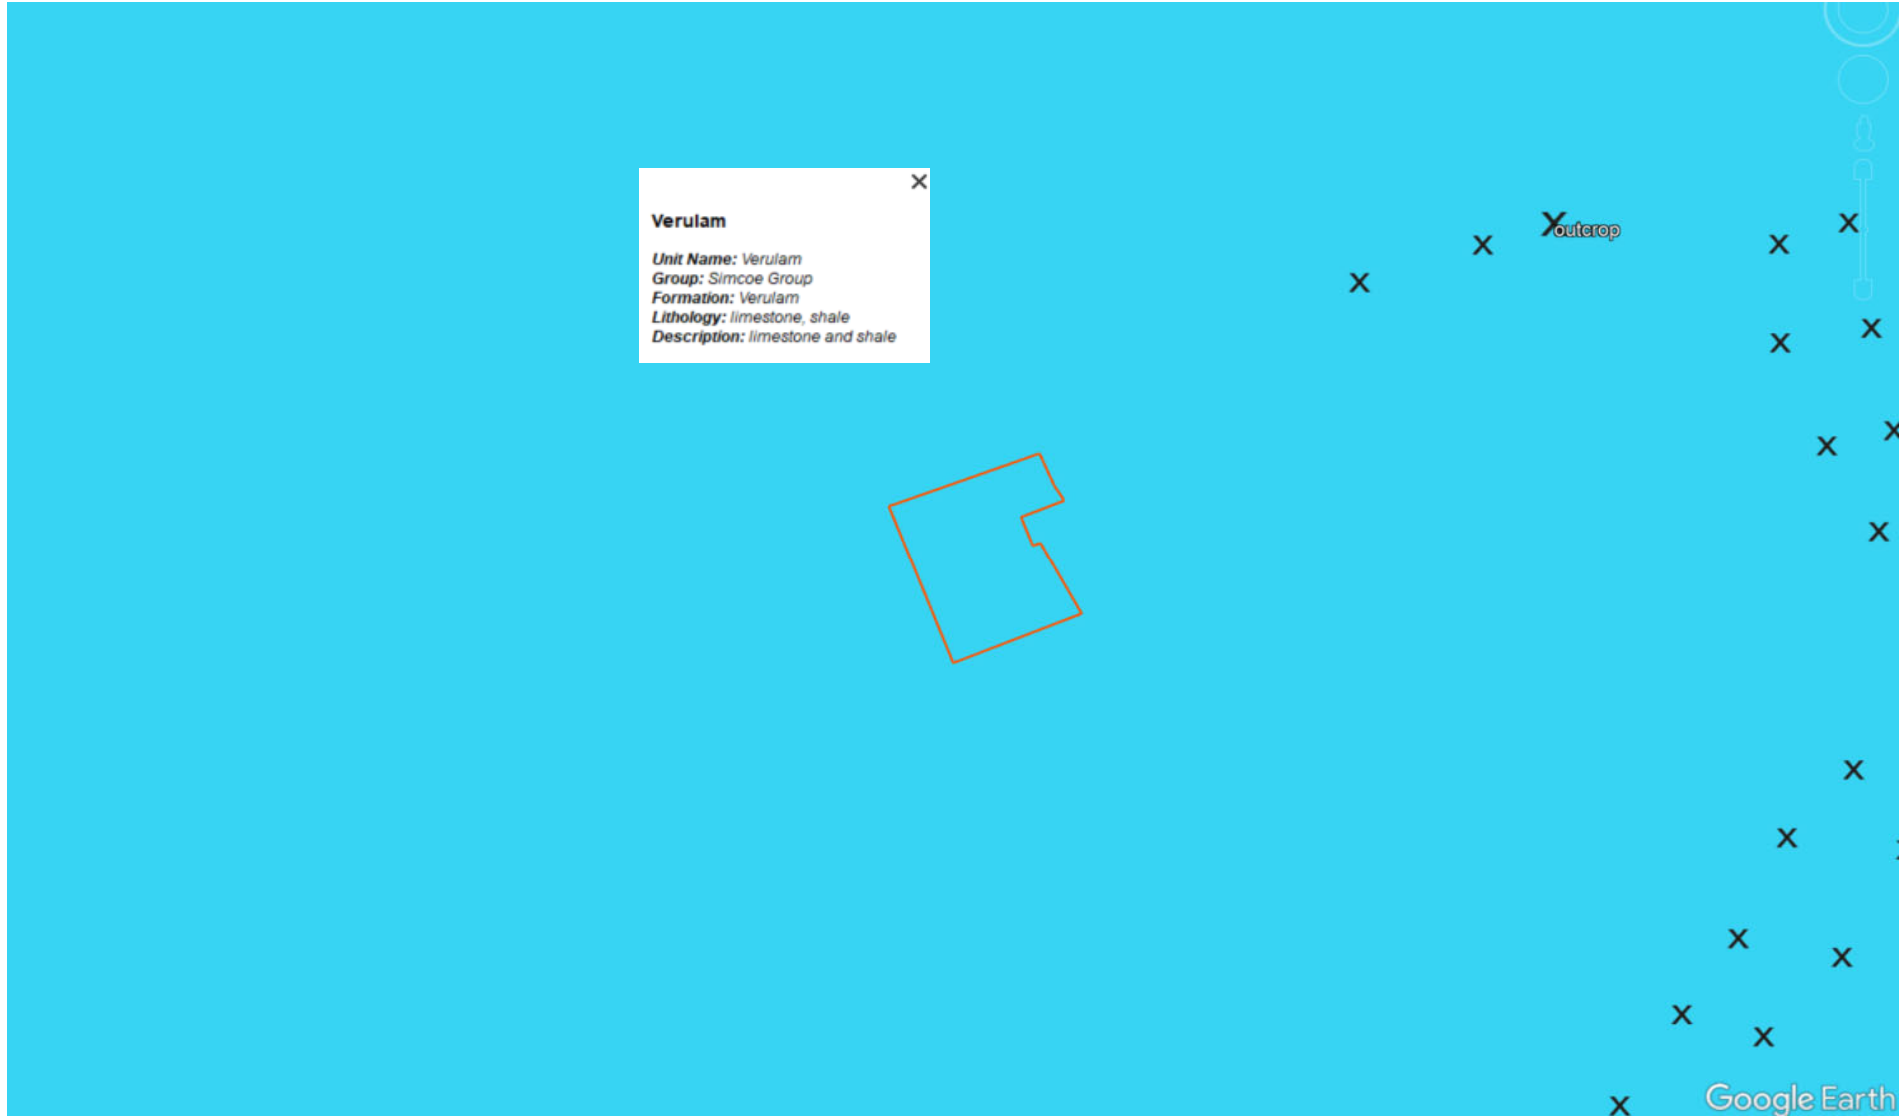 Verulam
Unit Name: Verulam
Group: Simcoe Group
Formation: Verulam
Lithology: limestone, shale
Description: limestone and shale
outcrop
Google Earth